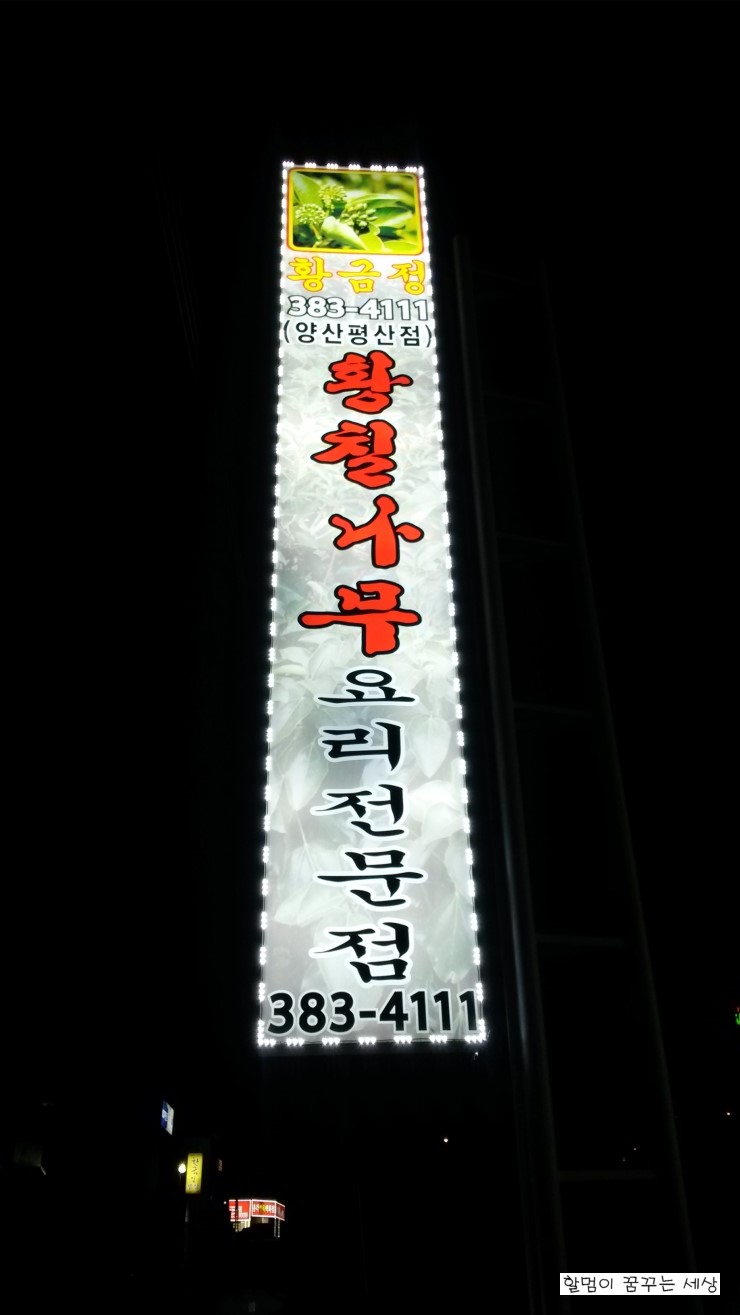 황금정
383-4111
(양산평산점)
황칠나무
요리전문점
383-4111
할멈이 꿈꾸는 세상